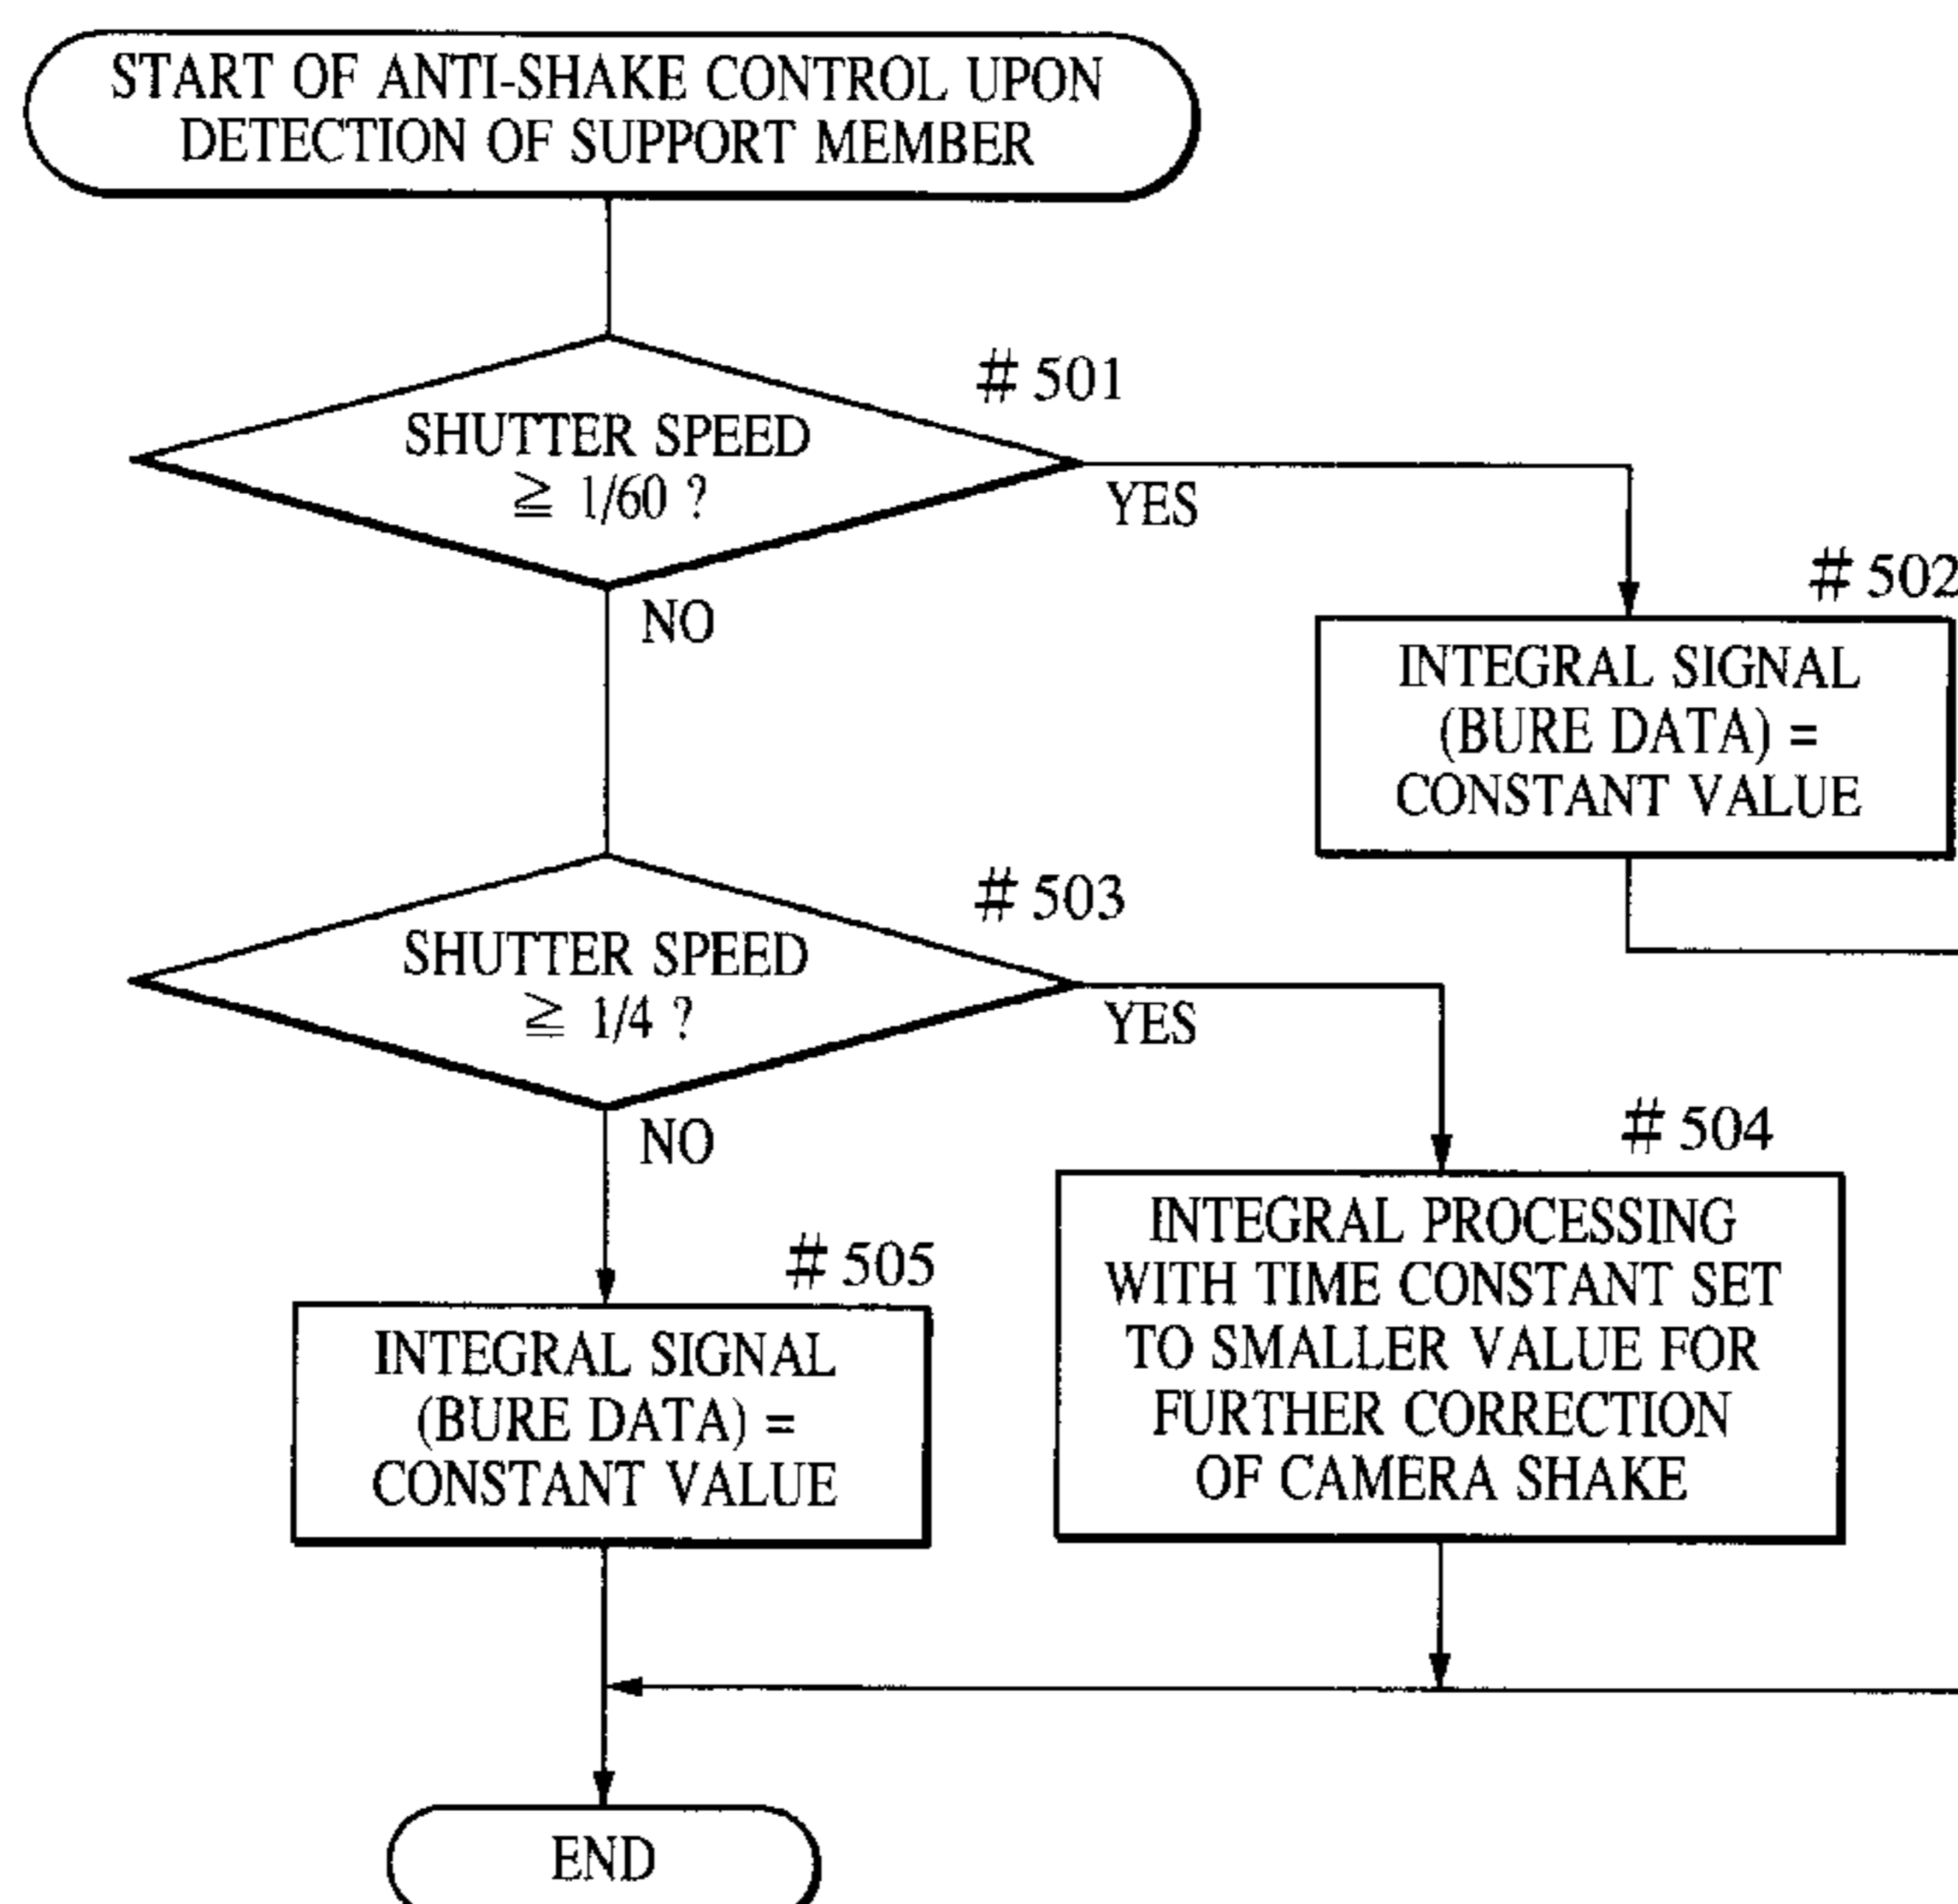 START OF ANTI-SHAKE CONTROL UPON
DETECTION OF SUPPORT MEMBER
# 501
SHUTTER SPEED
≧ 1/60 ?
YES
NO
# 502
INTEGRAL SIGNAL
(BURE DATA) =
CONSTANT VALUE
# 503
SHUTTER SPEED
≧ 1/4 ?
YES
NO
# 504
INTEGRAL PROCESSING
WITH TIME CONSTANT SET
TO SMALLER VALUE FOR
FURTHER CORRECTION
OF CAMERA SHAKE
# 505
INTEGRAL SIGNAL
(BURE DATA) =
CONSTANT VALUE
END